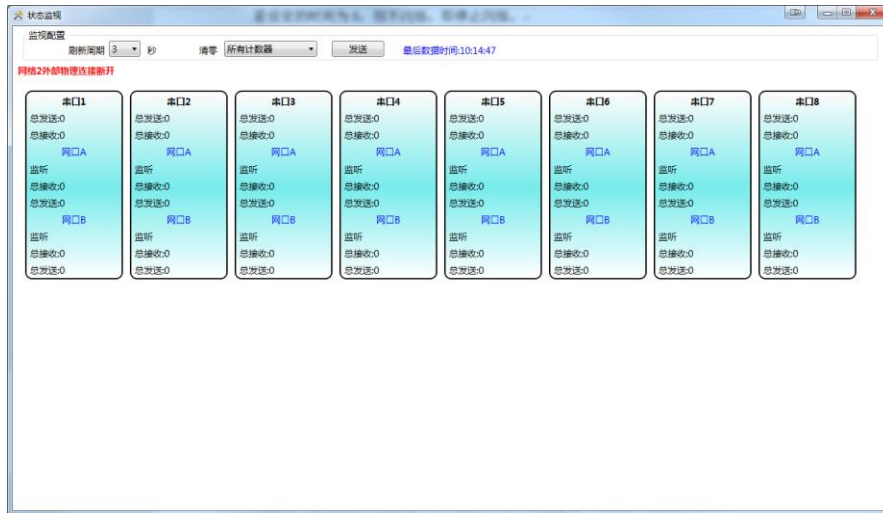 状态监视
监视配置
刷新周期 3 秒 清零 所有计数器 发送 最后数据时间:10:14:47
网络2外部物理连接断开
串口1 串口2 串口3 串口4 串口5 串口6 串口7 串口8
总发送:0 总发送:0 总发送:0 总发送:0 总发送:0 总发送:0 总发送:0 总发送:0
总接收:0 总接收:0 总接收:0 总接收:0 总接收:0 总接收:0 总接收:0 总接收:0
网口A 网口A 网口A 网口A 网口A 网口A 网口A 网口A
监听 监听 监听 监听 监听 监听 监听 监听
总接收:0 总接收:0 总接收:0 总接收:0 总接收:0 总接收:0 总接收:0 总接收:0
总发送:0 总发送:0 总发送:0 总发送:0 总发送:0 总发送:0 总发送:0 总发送:0
网口B 网口B 网口B 网口B 网口B 网口B 网口B 网口B
监听 监听 监听 监听 监听 监听 监听 监听
总接收:0 总接收:0 总接收:0 总接收:0 总接收:0 总接收:0 总接收:0 总接收:0
总发送:0 总发送:0 总发送:0 总发送:0 总发送:0 总发送:0 总发送:0 总发送:0